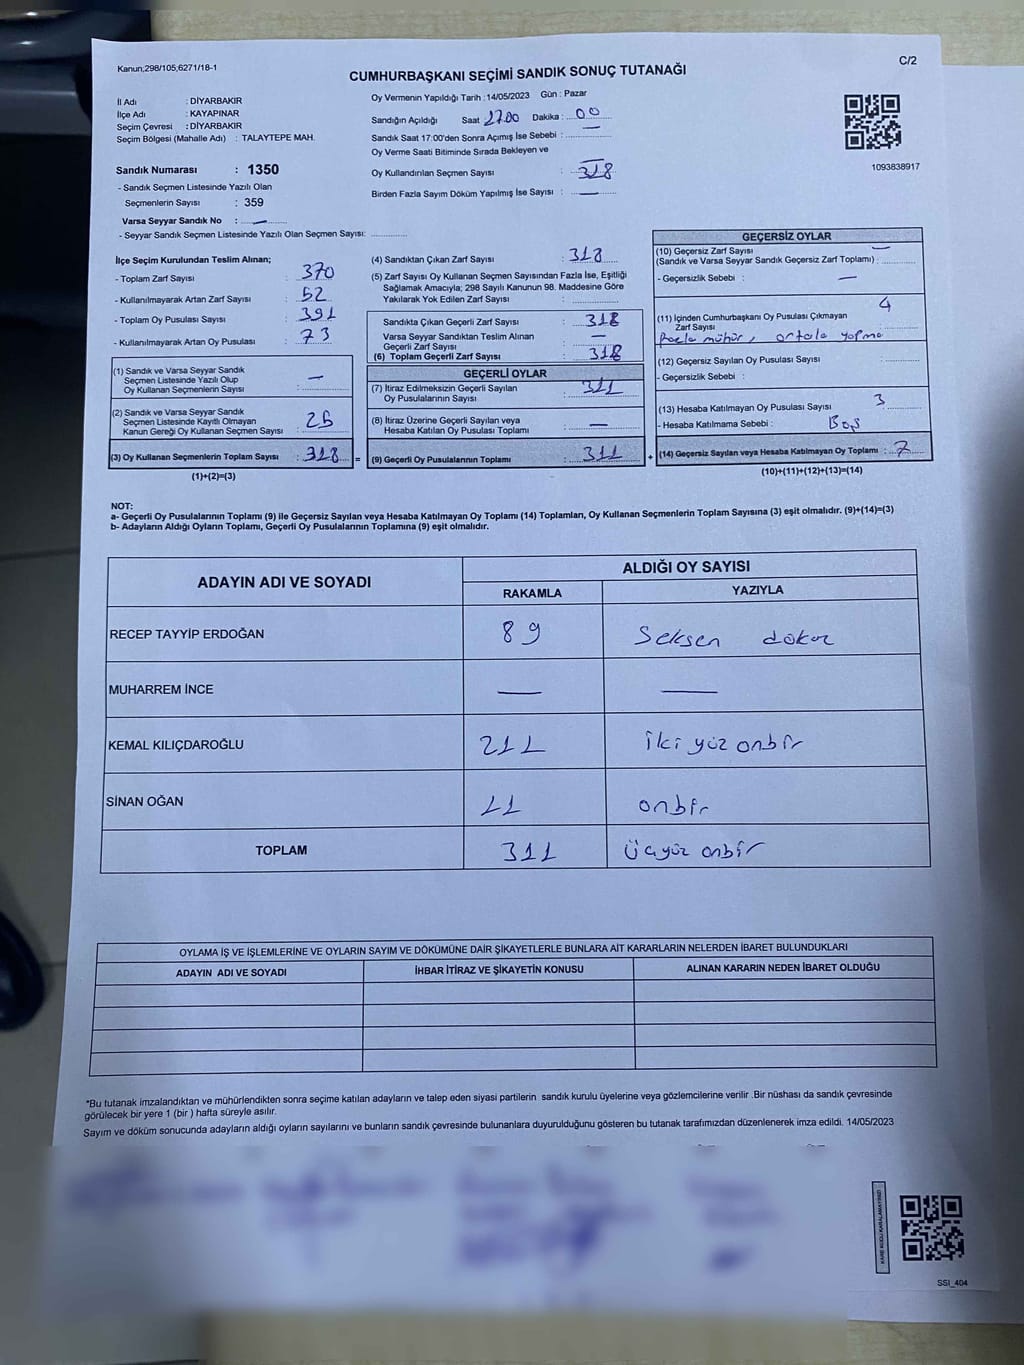 Kanun;298/105,6271/18-1
C/2
CUMHURBAŞKANI SEÇİMİ SANDIK SONUÇ TUTANAĞI
İl Adı : DİYARBAKIR
İlçe Adı : KAYAPINAR
Seçim Çevresi : DİYARBAKIR
Seçim Bölgesi (Mahalle Adı) : TALAYTEPE MAH.
Sandık Numarası : 1350
- Sandık Seçmen Listesinde Yazılı Olan
Seçmenlerin Sayısı : 359
Varsa Seyyar Sandık No : —
- Seyyar Sandık Seçmen Listesinde Yazılı Olan Seçmen Sayısı:
Oy Vermenin Yapıldığı Tarih : 14/05/2023 Gün : Pazar
Sandığın Açıldığı Saat 17.00 Dakika : 00
Sandık Saat 17:00'den Sonra Açımış İse Sebebi : —
Oy Verme Saati Bitiminde Sırada Bekleyen ve
Oy Kullandırılan Seçmen Sayısı : 318
Birden Fazla Sayım Döküm Yapılmış İse Sayısı : —
1093838917
İlçe Seçim Kurulundan Teslim Alınan;
- Toplam Zarf Sayısı : 370
- Kullanılmayarak Artan Zarf Sayısı : 52
- Toplam Oy Pusulası Sayısı : 391
- Kullanılmayarak Artan Oy Pusulası : 73
(1) Sandık ve Varsa Seyyar Sandık
Seçmen Listesinde Yazılı Olup
Oy Kullanan Seçmenlerin Sayısı : —
(2) Sandık ve Varsa Seyyar Sandık
Seçmen Listesinde Kayıtlı Olmayan
Kanun Gereği Oy Kullanan Seçmen Sayısı : 26
(3) Oy Kullanan Seçmenlerin Toplam Sayısı : 318 =
(1)+(2)=(3)
(4) Sandıktan Çıkan Zarf Sayısı : 318
(5) Zarf Sayısı Oy Kullanan Seçmen Sayısından Fazla İse, Eşitliği
Sağlamak Amacıyla; 298 Sayılı Kanunun 98. Maddesine Göre
Yakılarak Yok Edilen Zarf Sayısı :
Sandıkta Çıkan Geçerli Zarf Sayısı : 318
Varsa Seyyar Sandıktan Teslim Alınan
Geçerli Zarf Sayısı : —
(6) Toplam Geçerli Zarf Sayısı : 318
GEÇERLİ OYLAR
(7) İtiraz Edilmeksizin Geçerli Sayılan
Oy Pusulalarının Sayısı : 311
(8) İtiraz Üzerine Geçerli Sayılan veya
Hesaba Katılan Oy Pusulası Toplamı : —
(9) Geçerli Oy Pusulalarının Toplamı : 311 +
GEÇERSİZ OYLAR
(10) Geçersiz Zarf Sayısı —
(Sandık ve Varsa Seyyar Sandık Geçersiz Zarf Toplamı) :
- Geçersizlik Sebebi : —
4
(11) İçinden Cumhurbaşkanı Oy Pusulası Çıkmayan
Zarf Sayısı :
Fazla mühür, ortala yapma
(12) Geçersiz Sayılan Oy Pusulası Sayısı :
- Geçersizlik Sebebi :
(13) Hesaba Katılmayan Oy Pusulası Sayısı : 3
- Hesaba Katılmama Sebebi : Boş
(14) Geçersiz Sayılan veya Hesaba Katılmayan Oy Toplamı : 7
(10)+(11)+(12)+(13)=(14)
NOT:
a- Geçerli Oy Pusulalarının Toplamı (9) ile Geçersiz Sayılan veya Hesaba Katılmayan Oy Toplamı (14) Toplamları, Oy Kullanan Seçmenlerin Toplam Sayısına (3) eşit olmalıdır. (9)+(14)=(3)
b- Adayların Aldığı Oyların Toplamı, Geçerli Oy Pusulalarının Toplamına (9) eşit olmalıdır.
ADAYIN ADI VE SOYADI
ALDIĞI OY SAYISI
RAKAMLA YAZIYLA
RECEP TAYYİP ERDOĞAN 89 Seksen dokuz
MUHARREM İNCE — —
KEMAL KILIÇDAROĞLU 211 İki yüz onbir
SİNAN OĞAN 11 onbir
TOPLAM 311 Üçyüz onbir
OYLAMA İŞ VE İŞLEMLERİNE VE OYLARIN SAYIM VE DÖKÜMÜNE DAİR ŞİKAYETLERLE BUNLARA AİT KARARLARIN NELERDEN İBARET BULUNDUKLARI
ADAYIN ADI VE SOYADI İHBAR İTİRAZ VE ŞİKAYETİN KONUSU ALINAN KARARIN NEDEN İBARET OLDUĞU
*Bu tutanak imzalandıktan ve mühürlendikten sonra seçime katılan adayların ve talep eden siyasi partilerin sandık kurulu üyelerine veya gözlemcilerine verilir .Bir nüshası da sandık çevresinde
görülecek bir yere 1 (bir ) hafta süreyle asılır.
Sayım ve döküm sonucunda adayların aldığı oyların sayılarını ve bunların sandık çevresinde bulunanlara duyurulduğunu gösteren bu tutanak tarafımızdan düzenlenerek imza edildi. 14/05/2023
KARE KODU KARALAMAYINIZ!
SSİ_404